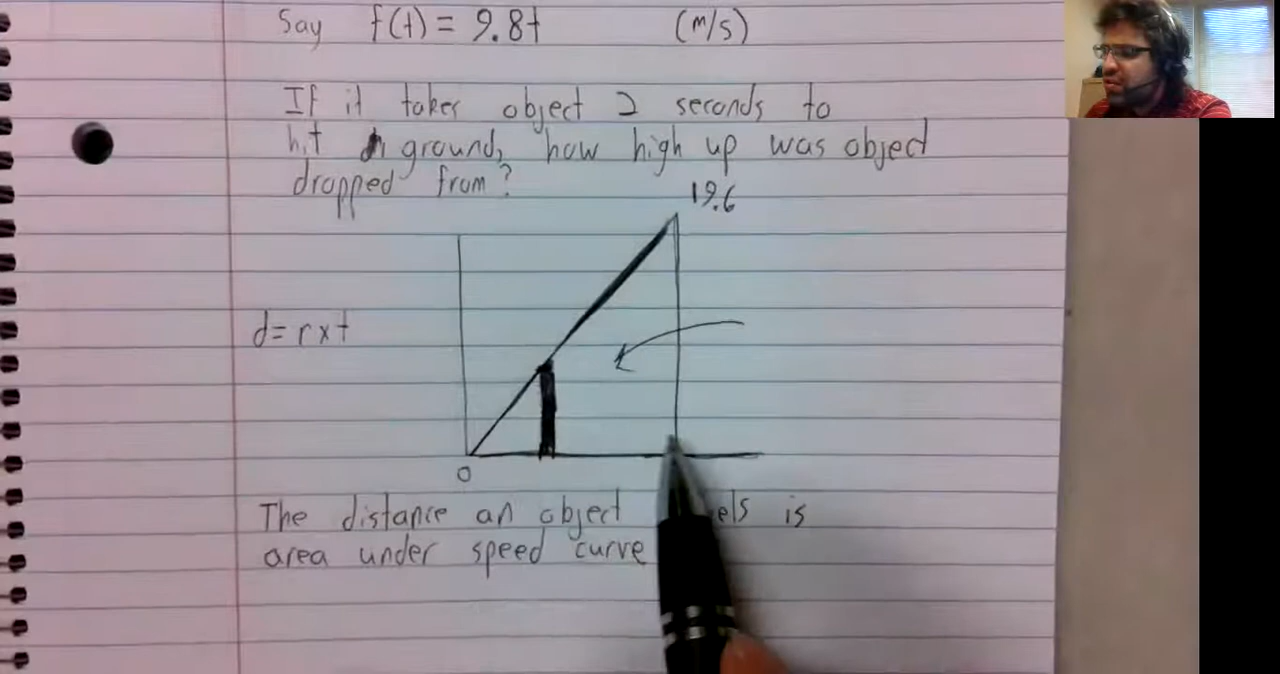 Say f(t) = 9.8t (m/s)
If it takes object 2 seconds to
hit ground, how high up was object
dropped from?
19.6
d = r x t
0
The distance an object is
area under speed curve